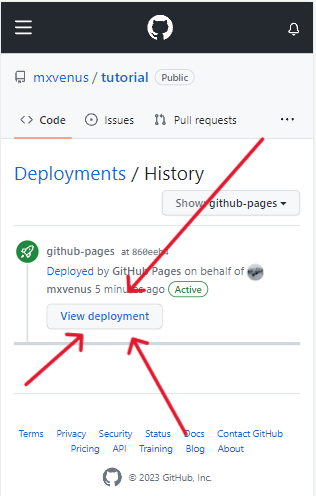 mxvenus / tutorial Public
Code Issues Pull requests ...
Deployments / History
Show: github-pages
github-pages at 860eeb4
Deployed by GitHub Pages on behalf of
mxvenus 5 minutes ago Active
View deployment
Terms Privacy Security Status Docs Contact GitHub
Pricing API Training Blog About
© 2023 GitHub, Inc.